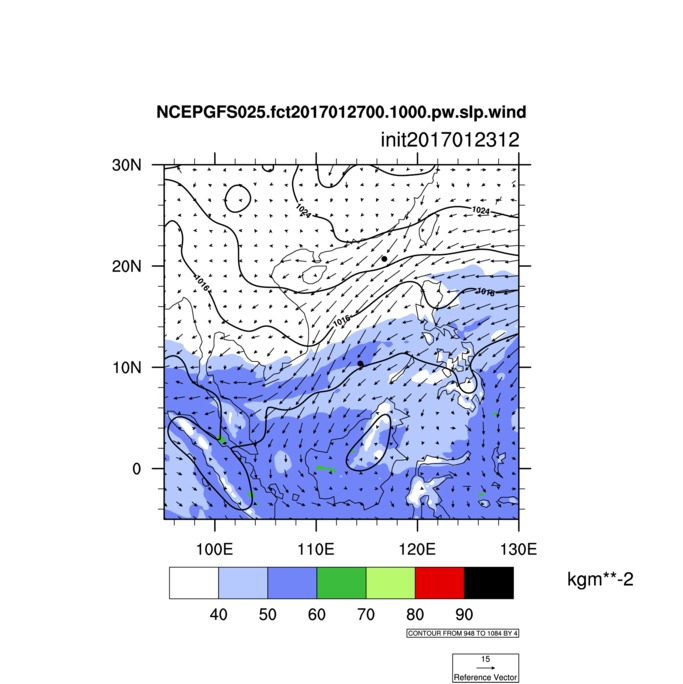 NCEPGFS025.fct2017012700.1000.pw.slp.wind
init2017012312
30N
1024
1024
20N
1016
1016
1016
10N
0
100E 110E 120E 130E
kgm**-2
40 50 60 70 80 90
CONTOUR FROM 948 TO 1084 BY 4
15
Reference Vector